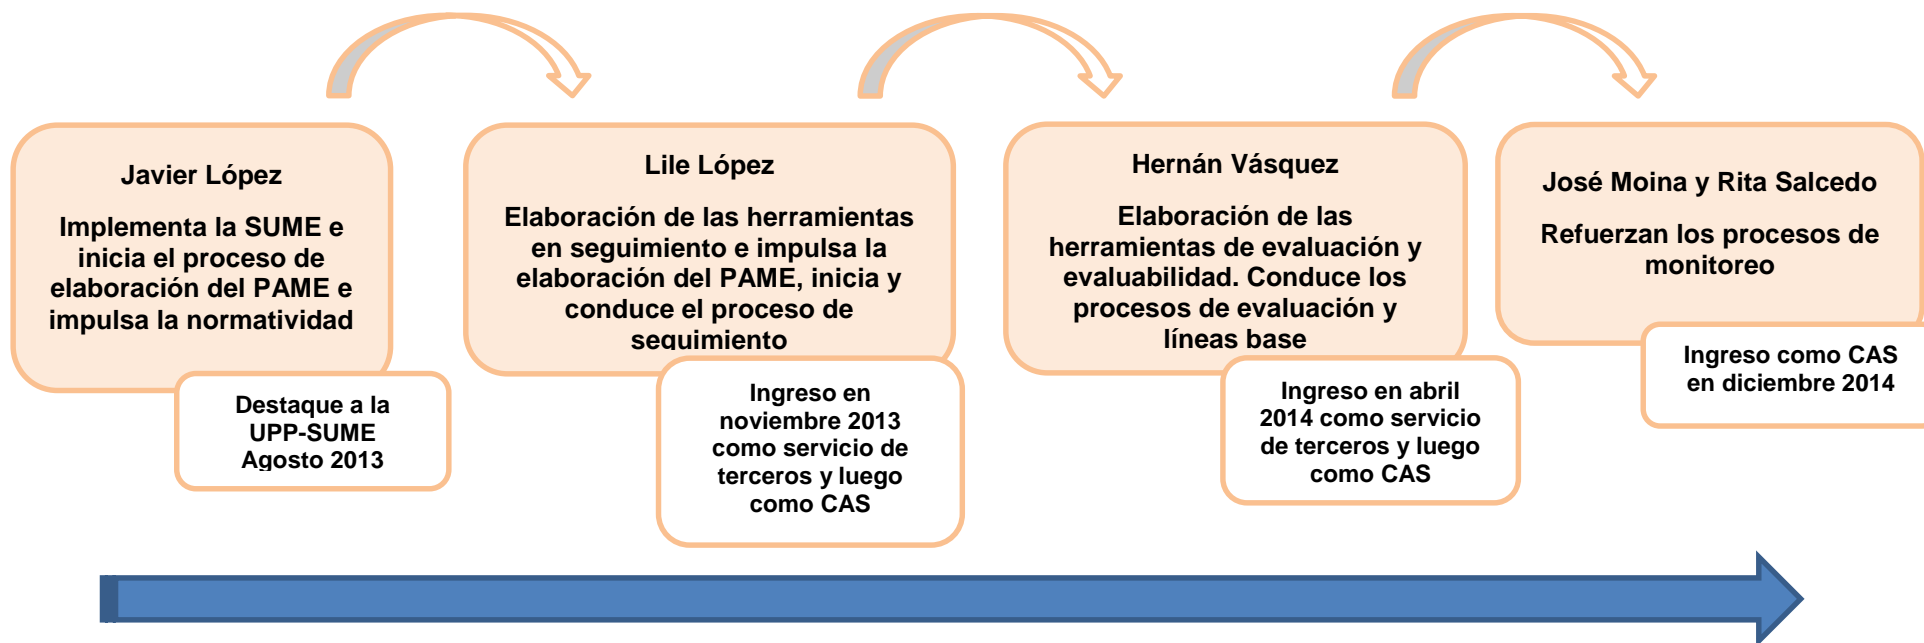 Javier López
Implementa la SUME e
inicia el proceso de
elaboración del PAME e
impulsa la normatividad
Destaque a la
UPP-SUME
Agosto 2013
Lile López
Elaboración de las herramientas
en seguimiento e impulsa la
elaboración del PAME, inicia y
conduce el proceso de
seguimiento
Ingreso en
noviembre 2013
como servicio de
terceros y luego
como CAS
Hernán Vásquez
Elaboración de las
herramientas de evaluación y
evaluabilidad. Conduce los
procesos de evaluación y
líneas base
Ingreso en abril
2014 como servicio
de terceros y luego
como CAS
José Moina y Rita Salcedo
Refuerzan los procesos de
monitoreo
Ingreso como CAS
en diciembre 2014